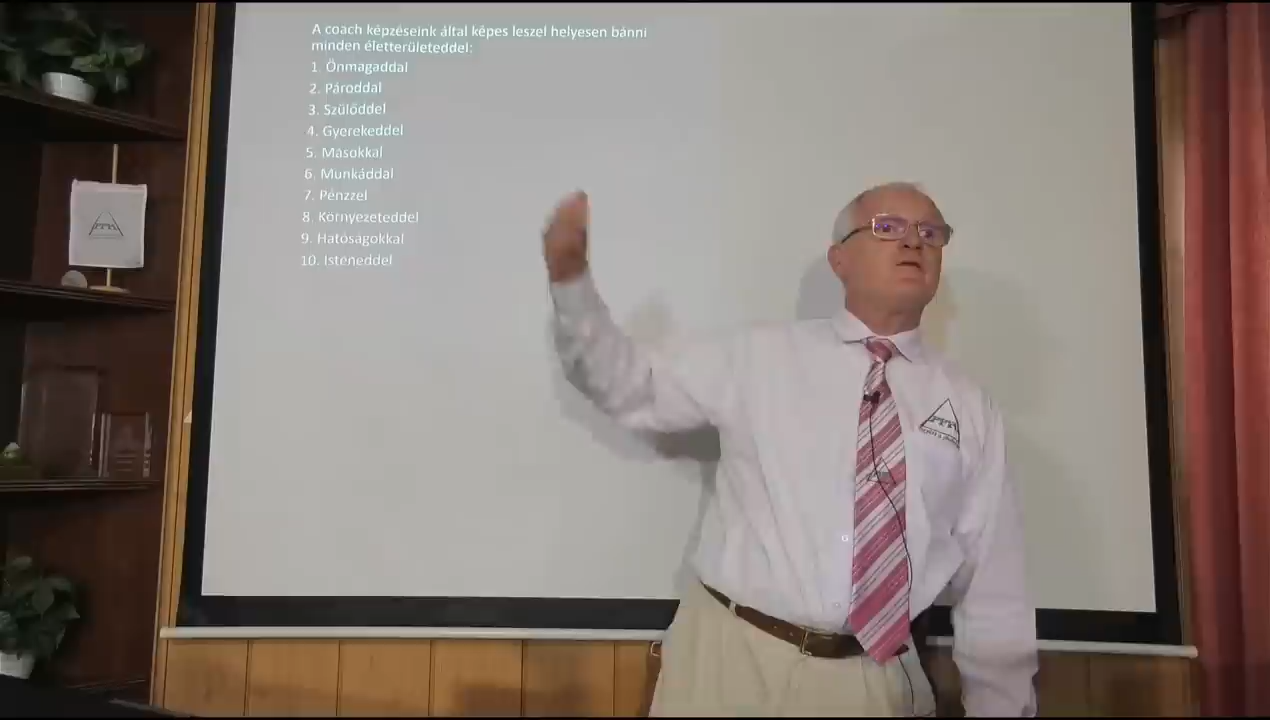 A coach képzéseink által képes leszel helyesen bánni
minden életterületeddel:
1. Önmagaddal
2. Pároddal
3. Szülőddel
4. Gyerekeddel
5. Másokkal
6. Munkáddal
7. Pénzzel
8. Környezeteddel
9. Hatóságokkal
10. Isteneddel